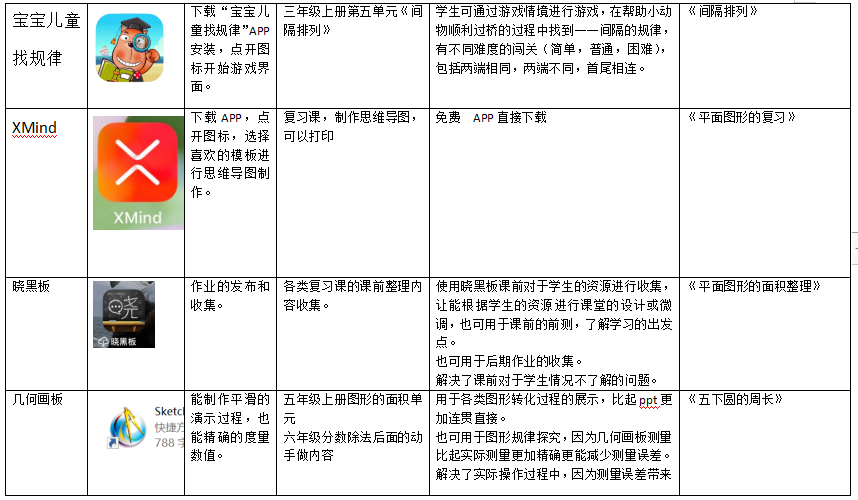 宝宝儿童
找规律
下载“宝宝儿
童找规律”APP
安装，点开图
标开始游戏界
面。
三年级上册第五单元《间
隔排列》
学生可通过游戏情境进行游戏，在帮助小动
物顺利过桥的过程中找到一一间隔的规律，
有不同难度的闯关（简单，普通，困难），
包括两端相同，两端不同，首尾相连。
《间隔排列》
XMind
XMind
下载 APP，点
开图标，选择
喜欢的模板进
行思维导图制
作。
复习课，制作思维导图，
可以打印
免费　APP 直接下载
《平面图形的复习》
晓黑板
晓
晓黑板
作业的发布和
收集。
各类复习课的课前整理内
容收集。
使用晓黑板课前对于学生的资源进行收集，
让能根据学生的资源进行课堂的设计或微
调，也可用于课前的前测，了解学习的出发
点。
也可用于后期作业的收集。
解决了课前对于学生情况不了解的问题。
《平面图形的面积整理》
几何画板
Sketch
快捷方
788 字
能制作平滑的
演示过程，也
能精确的度量
数值。
五年级上册图形的面积单
元
六年级分数除法后面的动
手做内容
用于各类图形转化过程的展示，比起 ppt 更
加连贯直接。
也可用于图形规律探究，因为几何画板测量
比起实际测量更加精确更能减少测量误差。
解决了实际操作过程中，因为测量误差带来
《五下圆的周长》